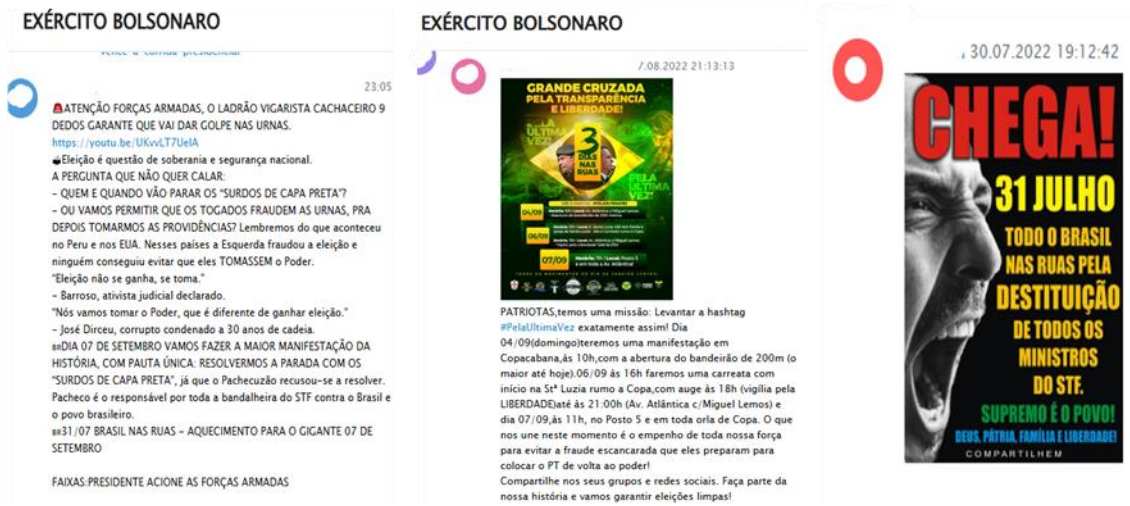 EXÉRCITO BOLSONARO
vence a corrida presidencial
23:05
🚨ATENÇÃO FORÇAS ARMADAS, O LADRÃO VIGARISTA CACHACEIRO 9
DEDOS GARANTE QUE VAI DAR GOLPE NAS URNAS.
https://youtu.be/UKvvLT7UeIA
Eleição é questão de soberania e segurança nacional.
A PERGUNTA QUE NÃO QUER CALAR:
- QUEM E QUANDO VÃO PARAR OS "SURDOS DE CAPA PRETA"?
- OU VAMOS PERMITIR QUE OS TOGADOS FRAUDEM AS URNAS, PRA
DEPOIS TOMARMOS AS PROVIDÊNCIAS? Lembremos do que aconteceu
no Peru e nos EUA. Nesses países a Esquerda fraudou a eleição e
ninguém conseguiu evitar que eles TOMASSEM o Poder.
"Eleição não se ganha, se toma."
- Barroso, ativista judicial declarado.
"Nós vamos tomar o Poder, que é diferente de ganhar eleição."
- José Dirceu, corrupto condenado a 30 anos de cadeia.
BRDIA 07 DE SETEMBRO VAMOS FAZER A MAIOR MANIFESTAÇÃO DA
HISTÓRIA, COM PAUTA ÚNICA: RESOLVERMOS A PARADA COM OS
"SURDOS DE CAPA PRETA", já que o Pachecuzão recusou-se a resolver.
Pacheco é o responsável por toda a bandalheira do STF contra o Brasil e
o povo brasileiro.
BR31/07 BRASIL NAS RUAS - AQUECIMENTO PARA O GIGANTE 07 DE
SETEMBRO
FAIXAS:PRESIDENTE ACIONE AS FORÇAS ARMADAS
EXÉRCITO BOLSONARO
.08.2022 21:13:13
GRANDE CRUZADA
PELA TRANSPARÊNCIA
E LIBERDADE!
PELA
ÚLTIMA
VEZ!
3
DIAS
NAS
RUAS
PELA
ÚLTIMA
VEZ!
04/09
06/09
07/09
PATRIOTAS,temos uma missão: Levantar a hashtag
#PelaUltimaVez exatamente assim! Dia
04/09(domingo)teremos uma manifestação em
Copacabana,às 10h,com a abertura do bandeirão de 200m (o
maior até hoje).06/09 às 16h faremos uma carreata com
início na Stª Luzia rumo a Copa,com auge às 18h (vigília pela
LIBERDADE)até às 21:00h (Av. Atlântica c/Miguel Lemos) e
dia 07/09,às 11h, no Posto 5 e em toda orla de Copa. O que
nos une neste momento é o empenho de toda nossa força
para evitar a fraude escancarada que eles preparam para
colocar o PT de volta ao poder!
Compartilhe nos seus grupos e redes sociais. Faça parte da
nossa história e vamos garantir eleições limpas!
30.07.2022 19:12:42
CHEGA!
31 JULHO
TODO O BRASIL
NAS RUAS PELA
DESTITUIÇÃO
DE TODOS OS
MINISTROS
DO STF.
SUPREMO É O POVO!
DEUS, PÁTRIA, FAMÍLIA E LIBERDADE!
COMPARTILHEM